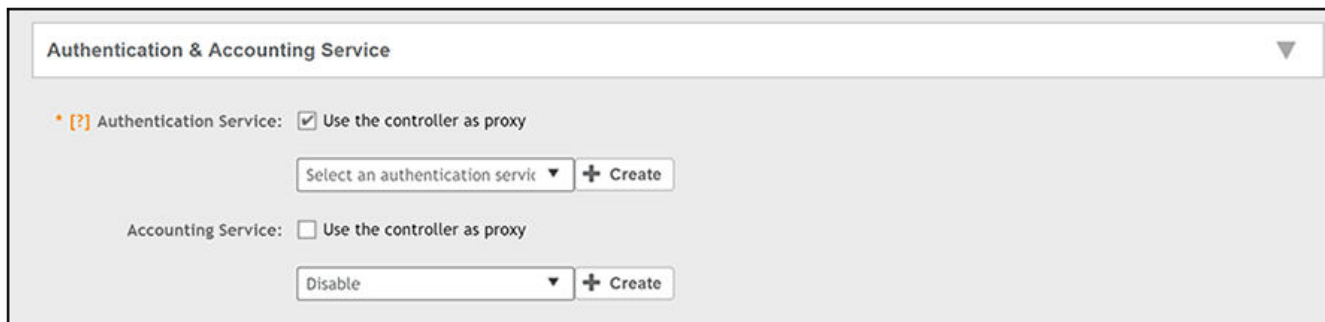 Authentication & Accounting Service
* [?] Authentication Service: Use the controller as proxy
Select an authentication servic + Create
Accounting Service: Use the controller as proxy
Disable + Create